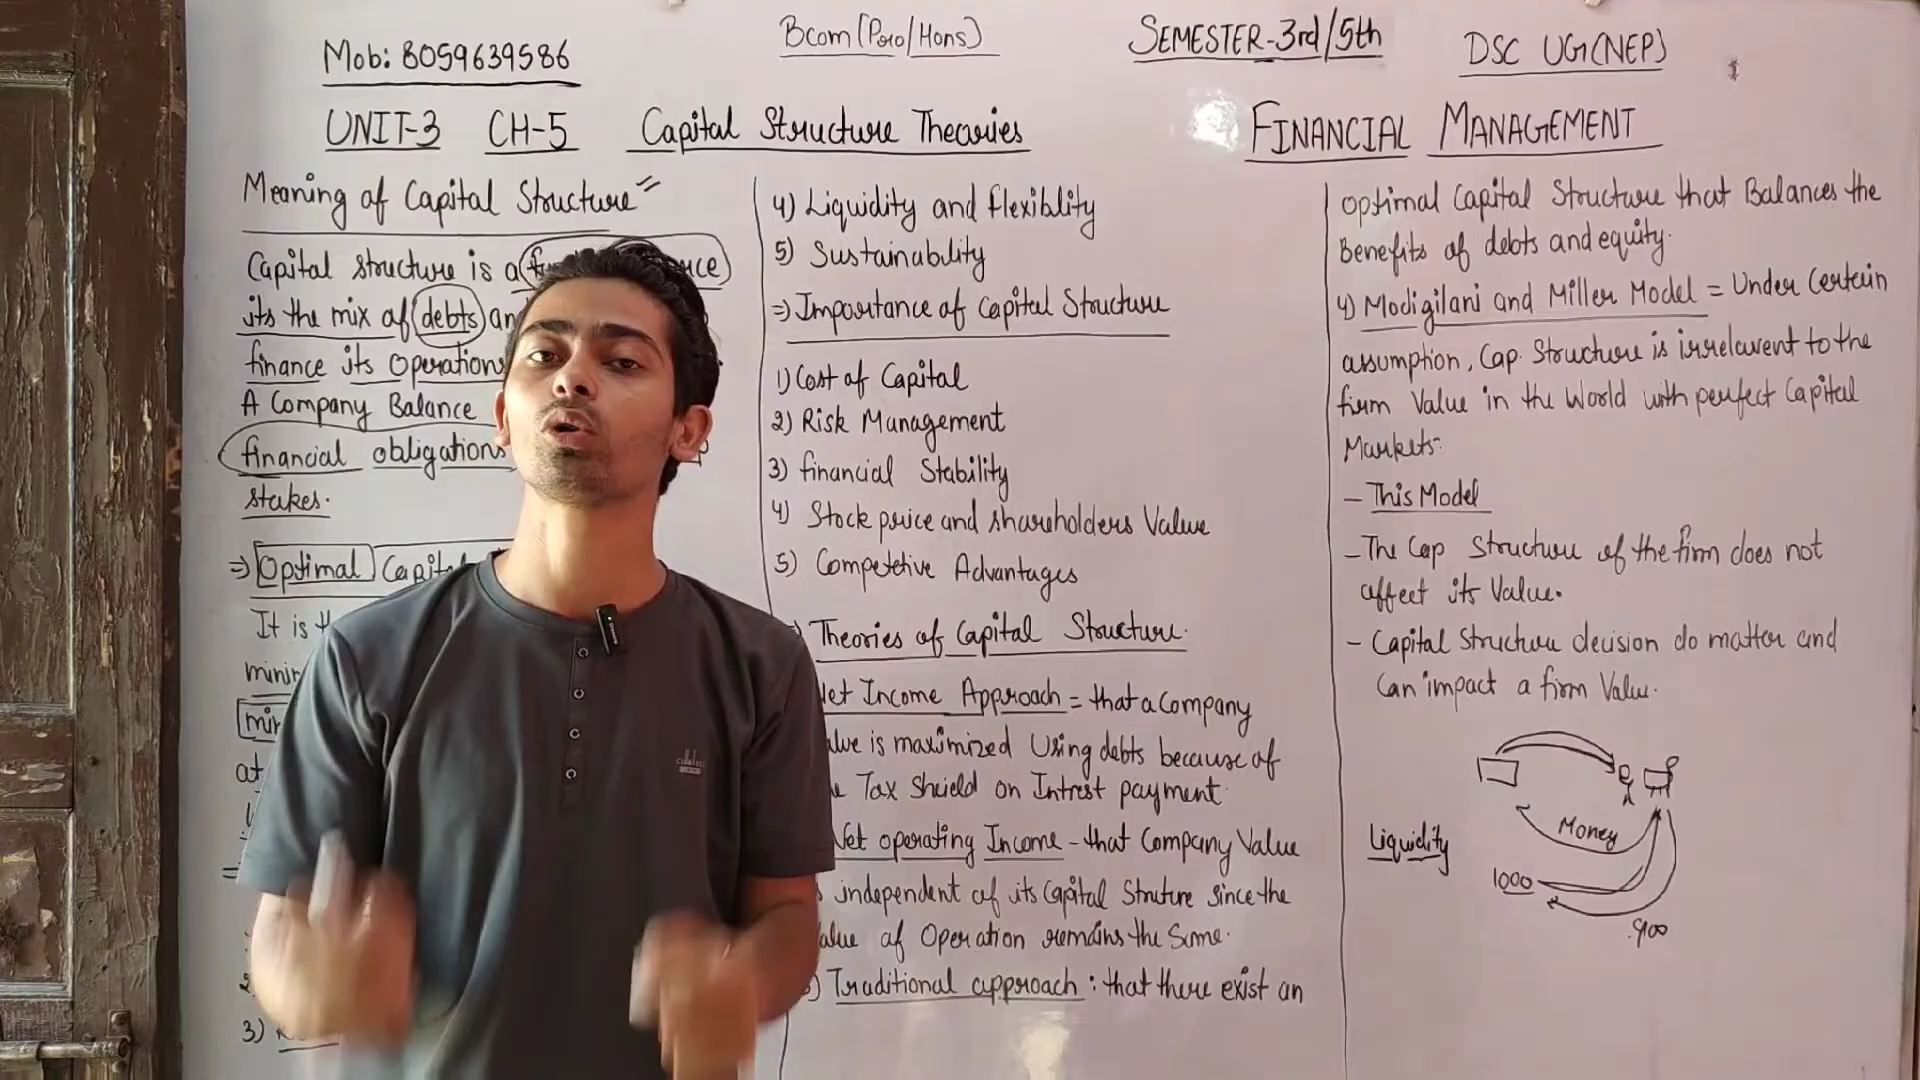 Mob: 8059639586
Bcom(Pro/Hons)
SEMESTER-3rd/5th
DSC UG(NEP)
UNIT-3 CH-5 Capital Structure Theories
FINANCIAL MANAGEMENT
Meaning of Capital Structure
Capital structure is a
its the mix of debts
finance its operations
A Company Balance
financial obligations
stakes.
⇒ Optimal
It is
at
3)
4) Liquidity and flexiblity
5) Sustainability
⇒ Importance of Capital Structure
1) Cost of Capital
2) Risk Management
3) financial Stability
4) Stock price and shareholders Value
5) Competetive Advantages
Theories of Capital Structure.
Net Income Approach = that a Company
is maximized Using debts because of
Tax Shield on Intrest payment.
Net operating Income - that Company Value
independent of its Capital Struture since the
of Operation remains the Same.
Traditional approach : that there exist an
optimal Capital Structure that Balances the
Benefits of debts and equity.
4) Modigilani and Miller Model = Under Certain
assumption, Cap. Structure is irrelavent to the
firm Value in the World with perfect Capital
Markets.
- This Model
- The Cap Structure of the firm does not
affect its Value.
- Capital Structure decision do matter and
Can impact a firm Value.
Money
Liquidity
1000
900